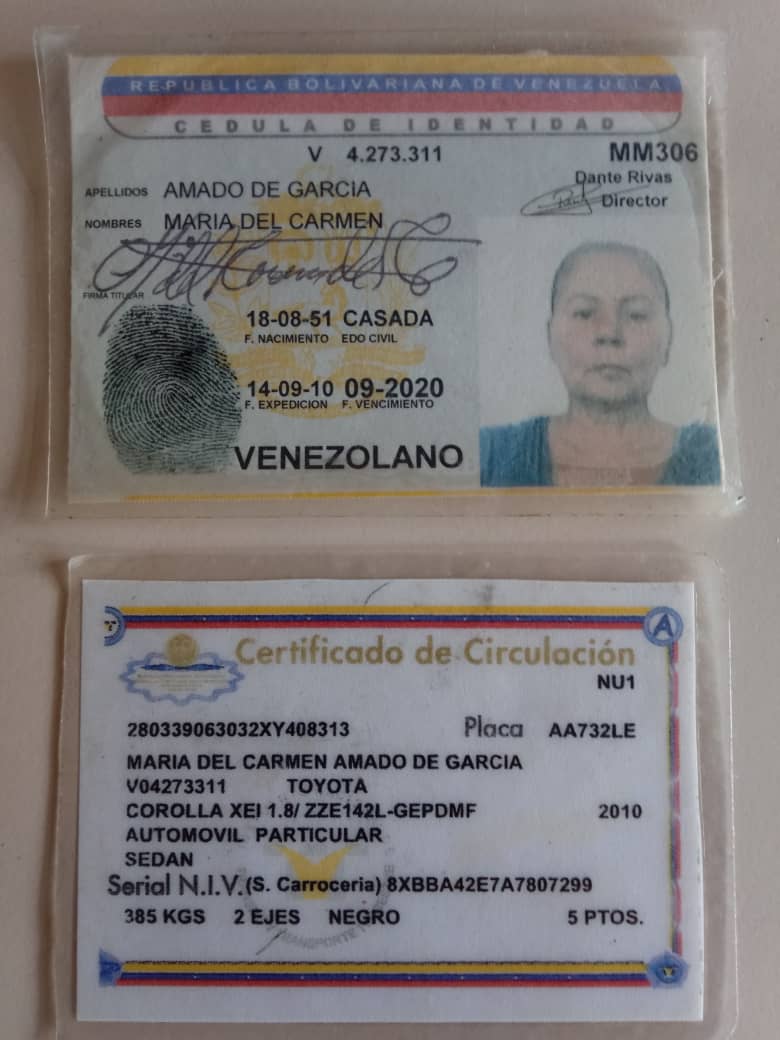 REPUBLICA BOLIVARIANA DE VENEZUELA
CEDULA DE IDENTIDAD
V 4.273.311 MM306
Dante Rivas
Director
APELLIDOS AMADO DE GARCIA
NOMBRES MARIA DEL CARMEN
FIRMA TITULAR
18-08-51 CASADA
F. NACIMIENTO EDO CIVIL
14-09-10 09-2020
F. EXPEDICION F. VENCIMIENTO
VENEZOLANO
Certificado de Circulación
NU1
280339063032XY408313 Placa AA732LE
MARIA DEL CARMEN AMADO DE GARCIA
V04273311 TOYOTA
COROLLA XEI 1.8/ ZZE142L-GEPDMF 2010
AUTOMOVIL PARTICULAR
SEDAN
Serial N.I.V. (S. Carroceria) 8XBBA42E7A7807299
385 KGS 2 EJES NEGRO 5 PTOS.